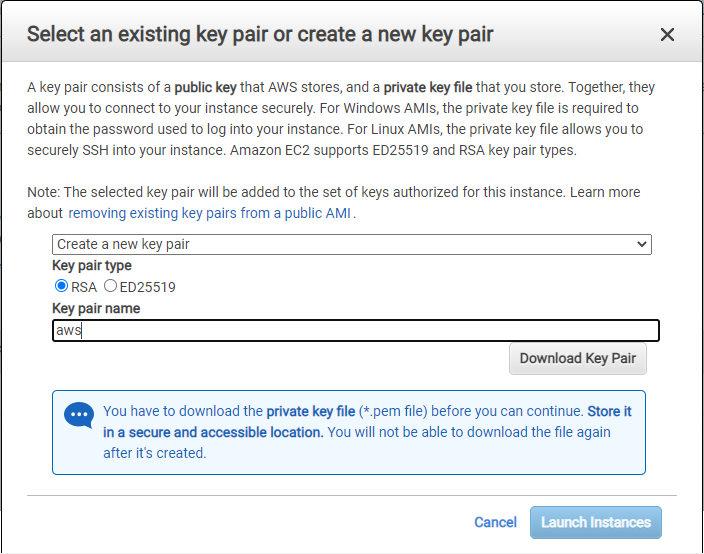 Select an existing key pair or create a new key pair
A key pair consists of a public key that AWS stores, and a private key file that you store. Together, they
allow you to connect to your instance securely. For Windows AMIs, the private key file is required to
obtain the password used to log into your instance. For Linux AMIs, the private key file allows you to
securely SSH into your instance. Amazon EC2 supports ED25519 and RSA key pair types.
Note: The selected key pair will be added to the set of keys authorized for this instance. Learn more
about removing existing key pairs from a public AMI.
Create a new key pair
Key pair type
RSA ED25519
Key pair name
aws
Download Key Pair
You have to download the private key file (*.pem file) before you can continue. Store it
in a secure and accessible location. You will not be able to download the file again
after it's created.
Cancel Launch Instances